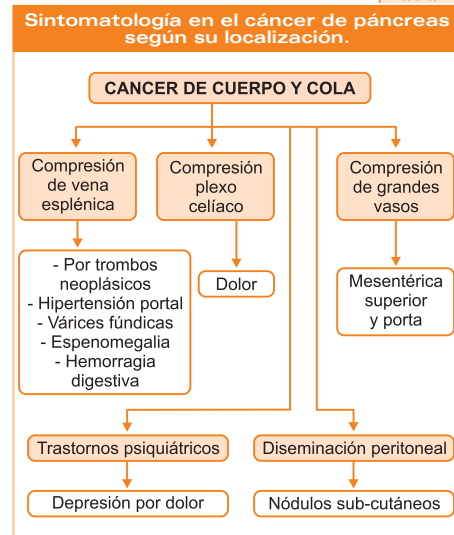 Sintomatología en el cáncer de páncreas
según su localización.
CANCER DE CUERPO Y COLA
Compresión
de vena
esplénica
Compresión
plexo
celíaco
Compresión
de grandes
vasos
- Por trombos
neoplásicos
- Hipertensión portal
- Várices fúndicas
- Espenomegalia
- Hemorragia
digestiva
Dolor
Mesentérica
superior
y porta
Trastornos psiquiátricos
Diseminación peritoneal
Depresión por dolor
Nódulos sub-cutáneos